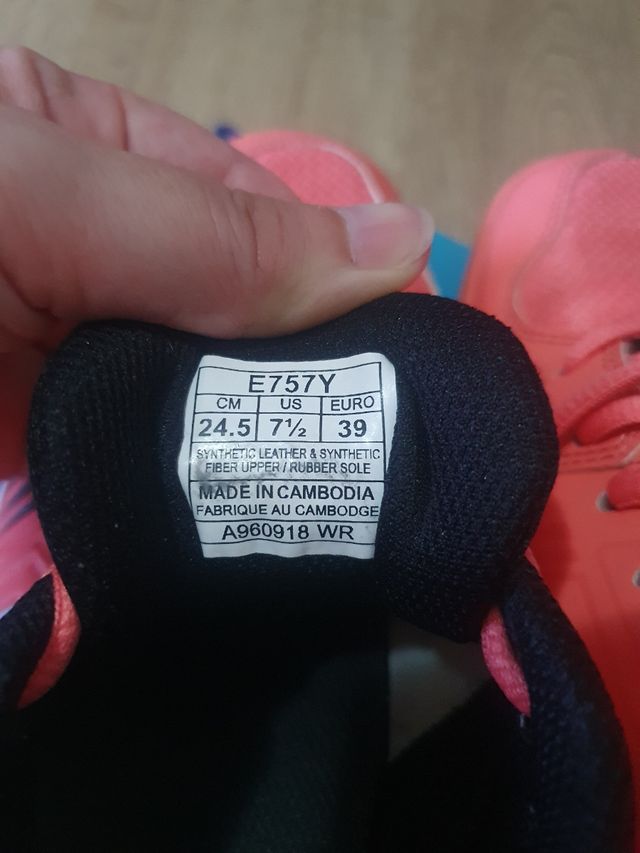 E757Y
CM US EURO
24.5 7½ 39
SYNTHETIC LEATHER & SYNTHETIC
FIBER UPPER / RUBBER SOLE
MADE IN CAMBODIA
FABRIQUE AU CAMBODGE
A960918 WR